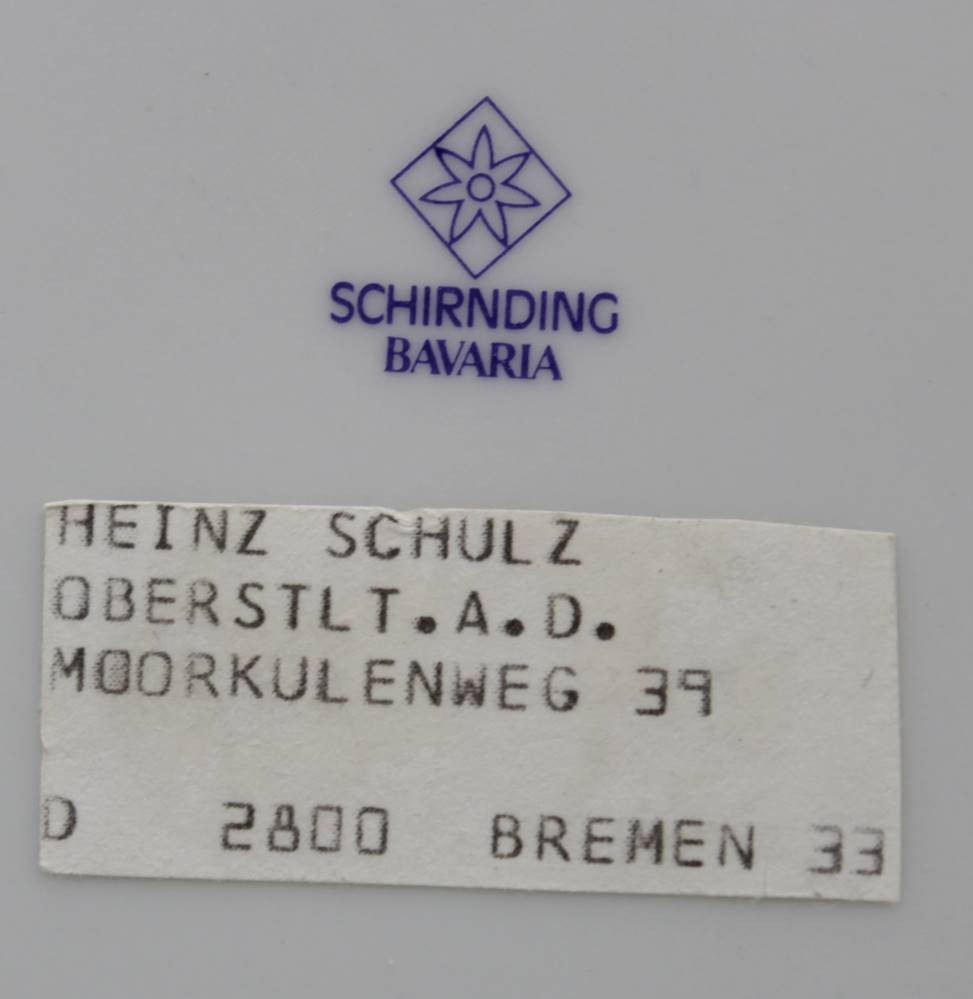 SCHIRNDING
BAVARIA
HEINZ SCHULZ
OBERSTLT.A.D.
MOORKULENWEG 39
D 2800 BREMEN 33